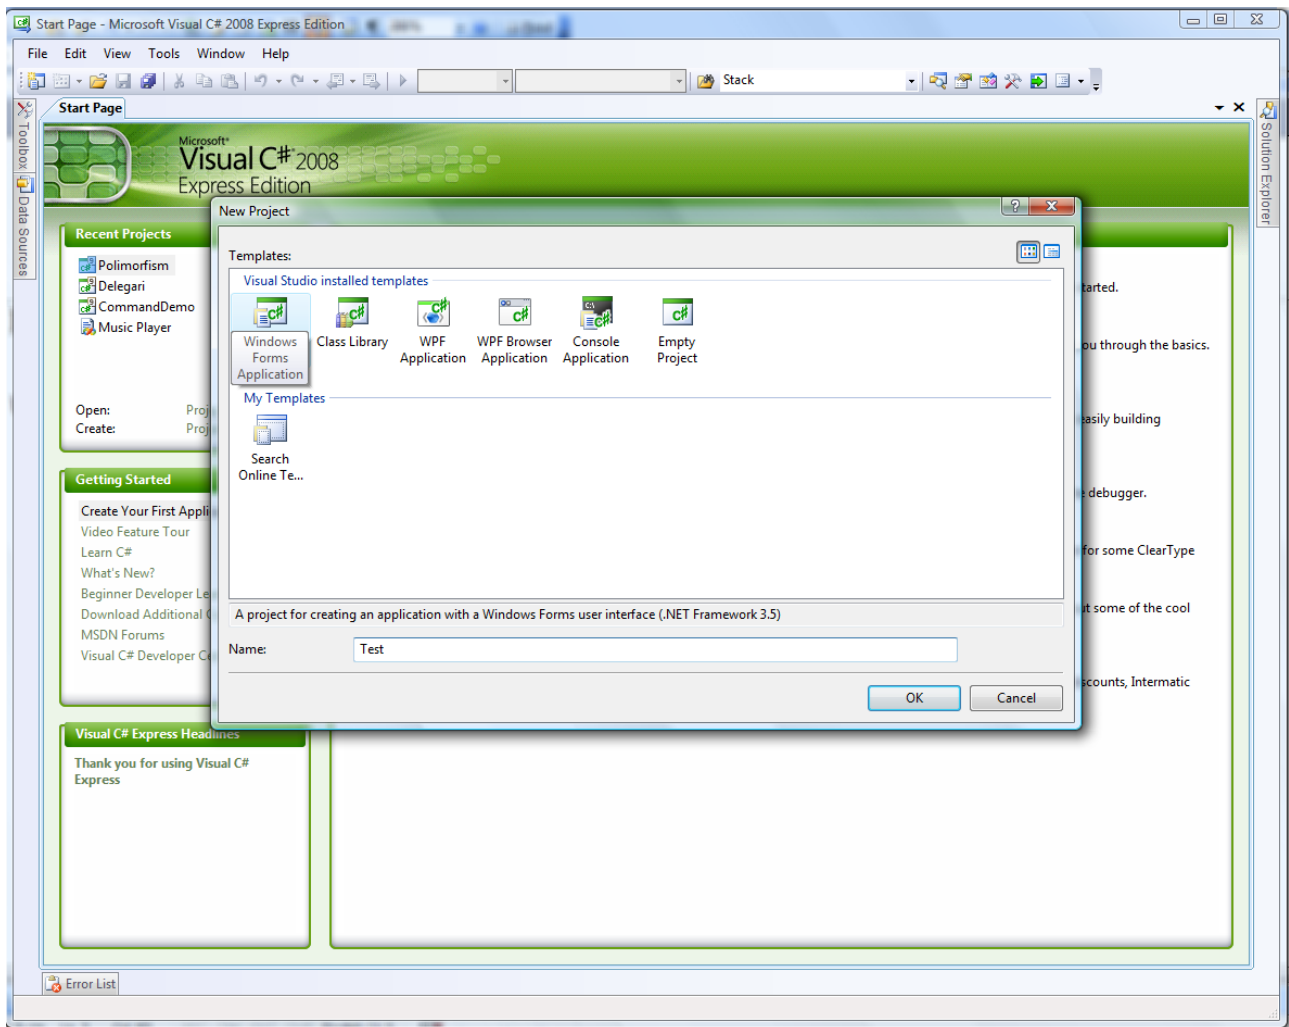 Start Page - Microsoft Visual C# 2008 Express Edition
File Edit View Tools Window Help
Stack
Start Page
Toolbox
Data Sources
Solution Explorer
Microsoft®
Visual C# 2008
Express Edition
New Project
Recent Projects
Polimorfism
Delegari
CommandDemo
Music Player
Open: Proj
Create: Proj
Getting Started
Create Your First Appli
Video Feature Tour
Learn C#
What's New?
Beginner Developer Le
Download Additional
MSDN Forums
Visual C# Developer Ce
Visual C# Express Headlines
Thank you for using Visual C#
Express
Templates:
Visual Studio installed templates
Windows
Forms
Application
Class Library
WPF
Application
WPF Browser
Application
Console
Application
Empty
Project
My Templates
Search
Online Te...
A project for creating an application with a Windows Forms user interface (.NET Framework 3.5)
Name: Test
OK Cancel
tarted.
ou through the basics.
easily building
debugger.
for some ClearType
ut some of the cool
scounts, Intermatic
Error List